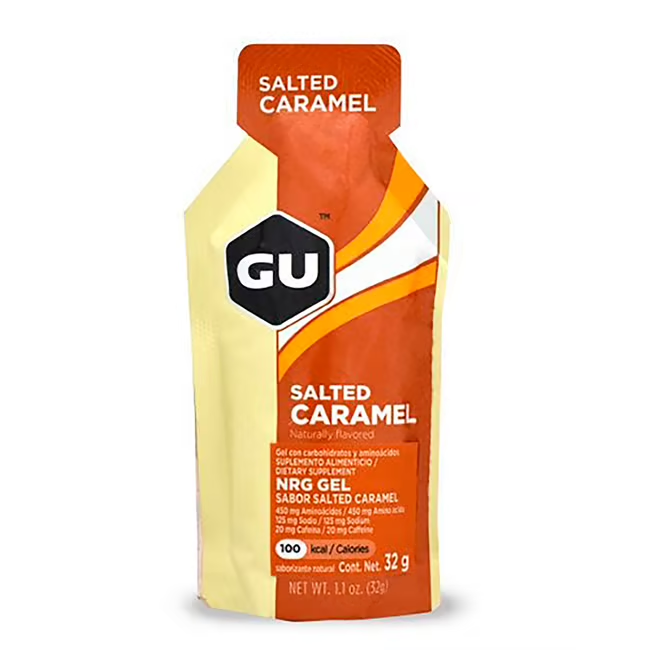 SALTED
CARAMEL
™
GU
SALTED
CARAMEL
Naturally flavored
Gel con carbohidratos y aminoácidos
SUPLEMENTO ALIMENTICIO /
DIETARY SUPPLEMENT
NRG GEL
SABOR SALTED CARAMEL
450 mg Aminoácidos / 450 mg Amino acids
125 mg Sodio / 125 mg Sodium
20 mg Cafeína / 20 mg Caffeine
100 kcal / Calories
saborizante natural Cont. Net. 32 g
NET WT. 1.1 oz. (32g)